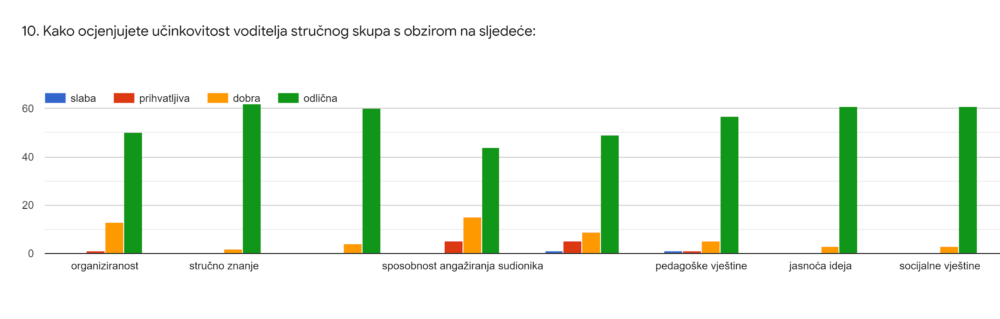 10. Kako ocjenjujete učinkovitost voditelja stručnog skupa s obzirom na sljedeće:
slaba prihvatljiva dobra odlična
60
40
20
0
organiziranost stručno znanje sposobnost angažiranja sudionika pedagoške vještine jasnoća ideja socijalne vještine